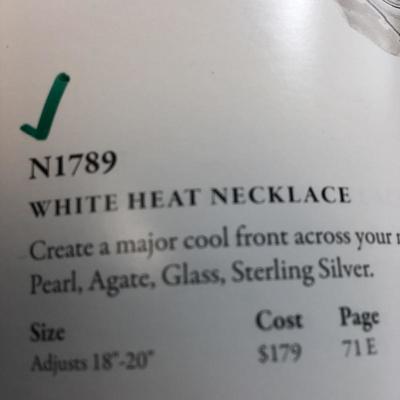 N1789
WHITE HEAT NECKLACE
Create a major cool front across your
Pearl, Agate, Glass, Sterling Silver.
Size Cost Page
Adjusts 18"-20" $179 71 E